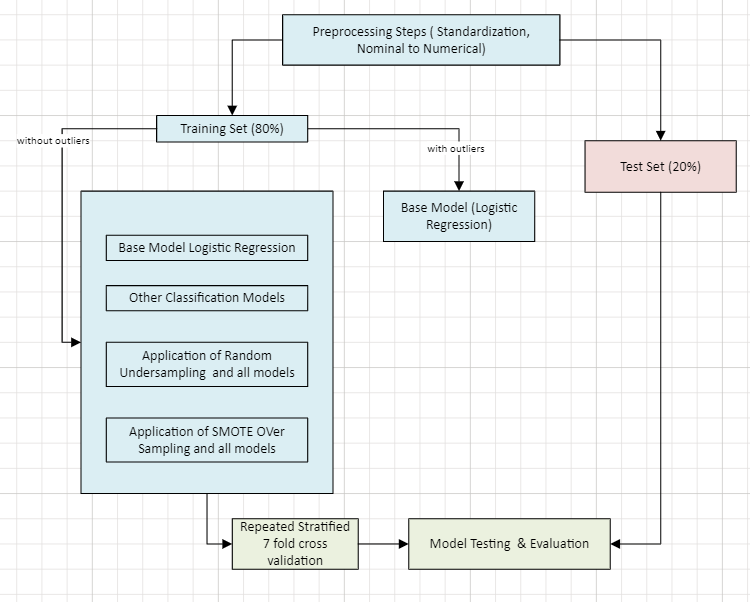 Preprocessing Steps ( Standardization,
Nominal to Numerical)
Training Set (80%)
without outliers
with outliers
Test Set (20%)
Base Model (Logistic
Regression)
Base Model Logistic Regression
Other Classification Models
Application of Random
Undersampling and all models
Application of SMOTE OVer
Sampling and all models
Repeated Stratified
7 fold cross
validation
Model Testing & Evaluation